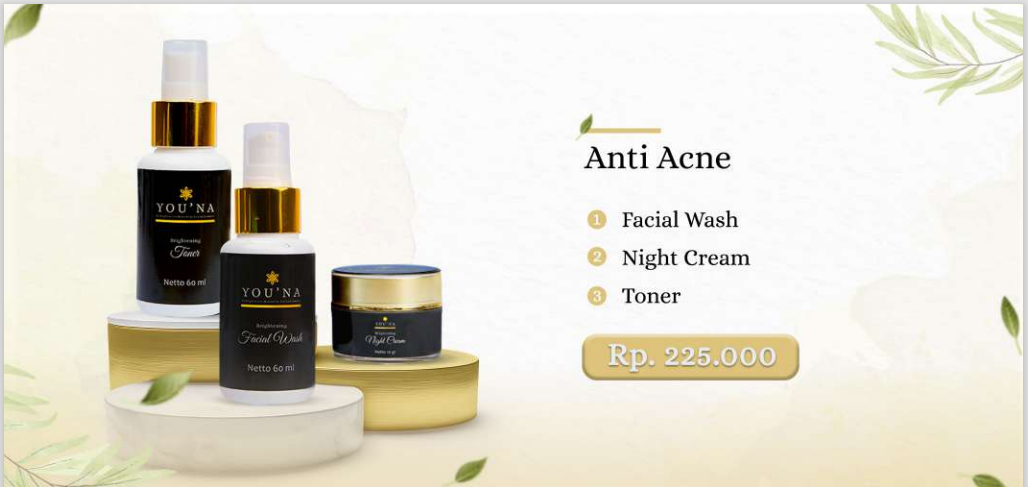 YOU'NA
Brightening
Toner
Netto 60 ml
YOU'NA
Brightening
Facial Wash
Netto 60 ml
YOU'NA
Brightening
Night Cream
Anti Acne
1 Facial Wash
2 Night Cream
3 Toner
Rp. 225.000